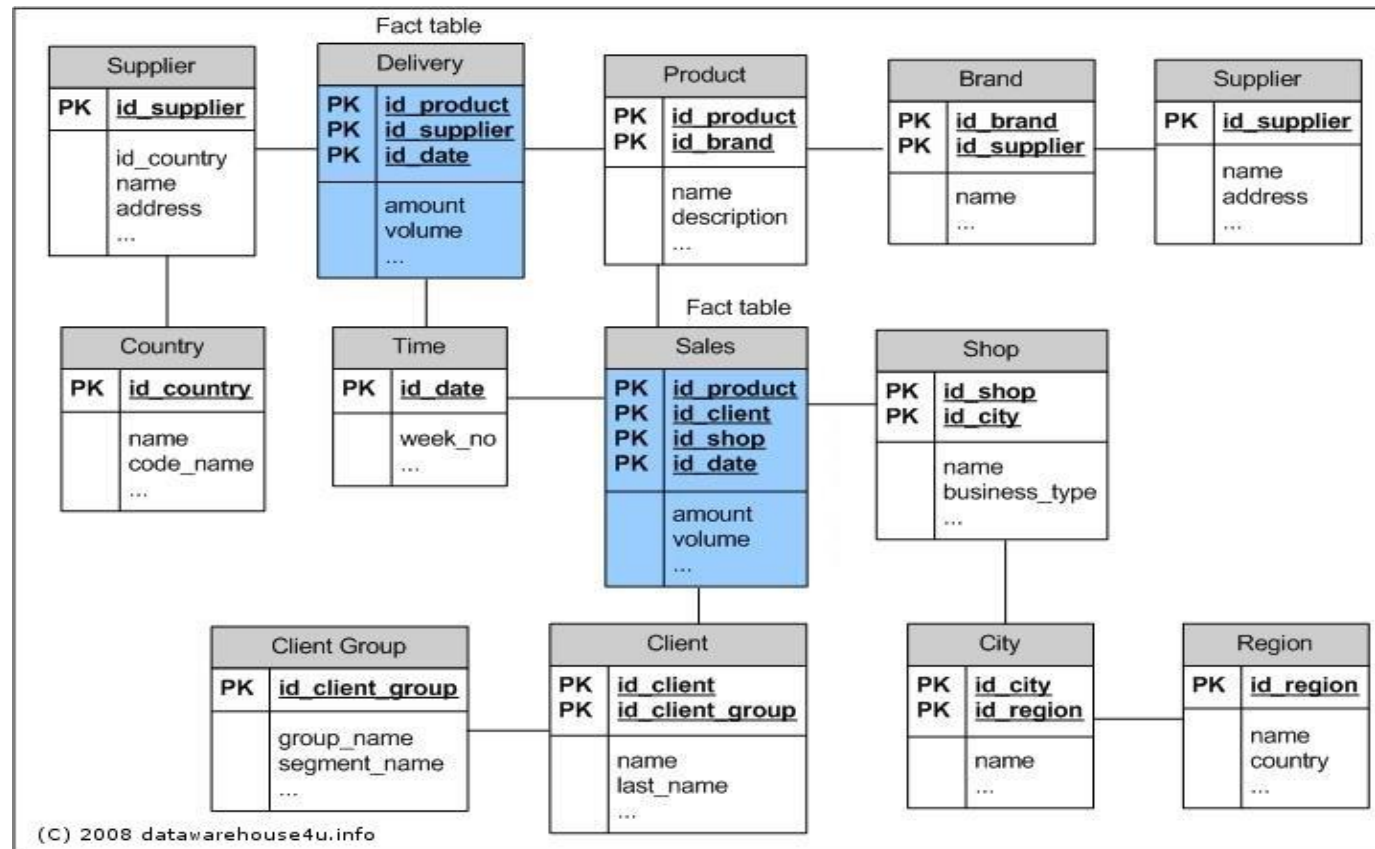 Fact table
Supplier
PK id_supplier
id_country
name
address
...
Delivery
PK id_product
PK id_supplier
PK id_date
amount
volume
...
Product
PK id_product
PK id_brand
name
description
...
Brand
PK id_brand
PK id_supplier
name
...
Supplier
PK id_supplier
name
address
...
Country
PK id_country
name
code_name
...
Time
PK id_date
week_no
...
Fact table
Sales
PK id_product
PK id_client
PK id_shop
PK id_date
amount
volume
...
Shop
PK id_shop
PK id_city
name
business_type
...
Client Group
PK id_client_group
group_name
segment_name
...
Client
PK id_client
PK id_client_group
name
last_name
...
City
PK id_city
PK id_region
name
...
Region
PK id_region
name
country
...
(C) 2008 datawarehouse4u.info